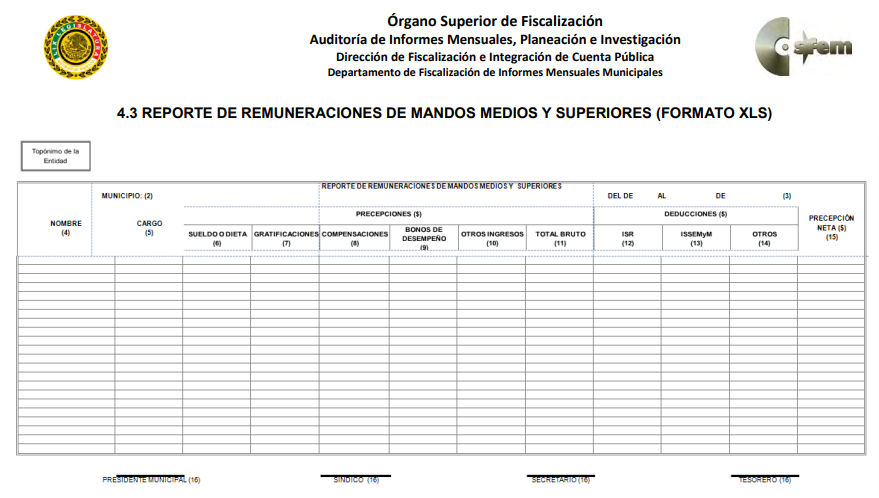 Órgano Superior de Fiscalización
Auditoría de Informes Mensuales, Planeación e Investigación
Dirección de Fiscalización e Integración de Cuenta Pública
Departamento de Fiscalización de Informes Mensuales Municipales
osfem
4.3 REPORTE DE REMUNERACIONES DE MANDOS MEDIOS Y SUPERIORES (FORMATO XLS)
Topónimo de la
Entidad
REPORTE DE REMUNERACIONES DE MANDOS MEDIOS Y SUPERIORES
MUNICIPIO: (2)
DEL DE AL DE (3)
NOMBRE
(4)
CARGO
(5)
PRECEPCIONES ($)
DEDUCCIONES ($)
PRECEPCIÓN
NETA ($)
(15)
SUELDO O DIETA
(6)
GRATIFICACIONES
(7)
COMPENSACIONES
(8)
BONOS DE
DESEMPEÑO
(9)
OTROS INGRESOS
(10)
TOTAL BRUTO
(11)
ISR
(12)
ISSEMyM
(13)
OTROS
(14)
PRESIDENTE MUNICIPAL (16)
SÍNDICO (16)
SECRETARIO (16)
TESORERO (16)